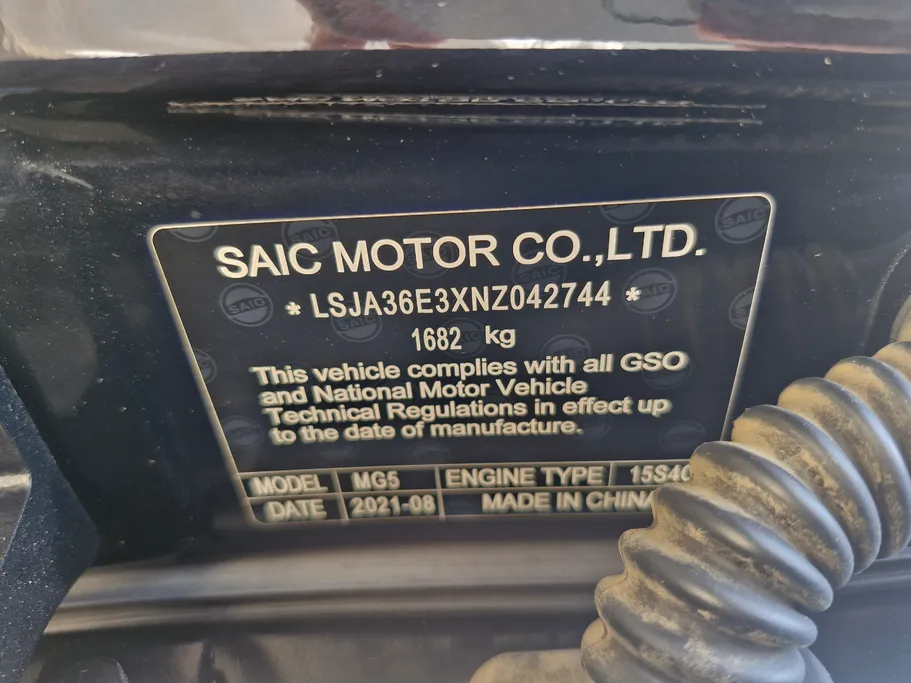 SAIC MOTOR CO.,LTD.
* LSJA36E3XNZ042744 *
1682 kg
This vehicle complies with all GSO
and National Motor Vehicle
Technical Regulations in effect up
to the date of manufacture.
MODEL MG5 ENGINE TYPE
DATE 2021-08 MADE IN CHINA